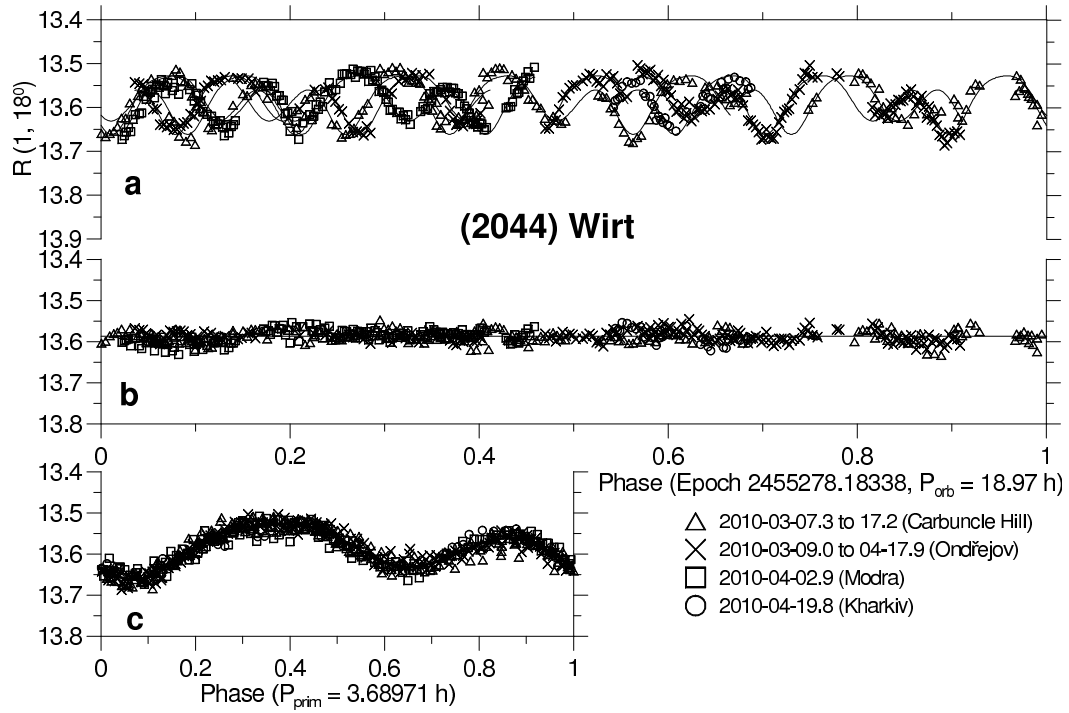 13.4
13.5
13.6
13.7
13.8
13.9
R (1, 18⁰)
a
(2044) Wirt
13.4
13.5
13.6
13.7
13.8
b
0 0.2 0.4 0.6 0.8 1
Phase (Epoch 2455278.18338, Porb = 18.97 h)
13.4
13.5
13.6
13.7
13.8
c
0 0.2 0.4 0.6 0.8 1
Phase (Pprim = 3.68971 h)
2010-03-07.3 to 17.2 (Carbuncle Hill)
2010-03-09.0 to 04-17.9 (Ondřejov)
2010-04-02.9 (Modra)
2010-04-19.8 (Kharkiv)